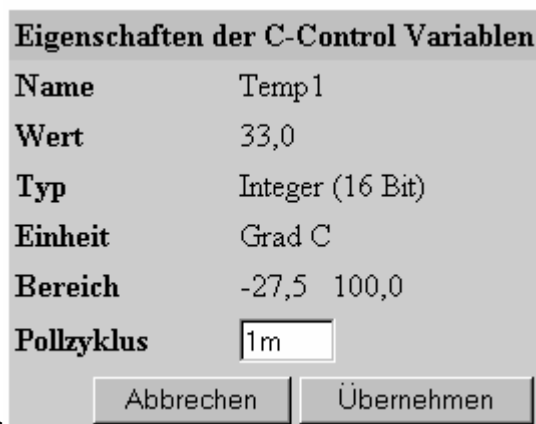 Eigenschaften der C-Control Variablen
Name Temp1
Wert 33,0
Typ Integer (16 Bit)
Einheit Grad C
Bereich -27,5 100,0
Pollzyklus 1m
Abbrechen Übernehmen